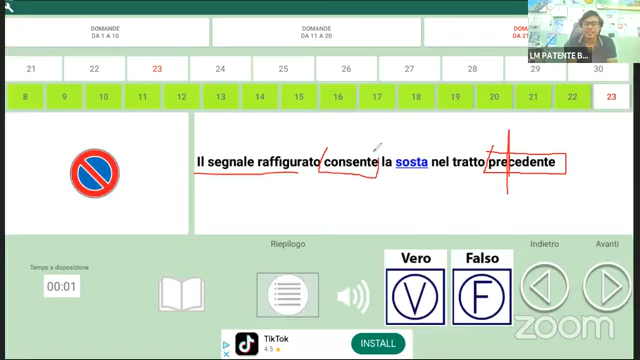 DOMANDE
DA 1 A 10
DOMANDE
DA 11 A 20
DOMANDE
DA 21
LM PATENTE B...
21 22 23 24 25 26 27 28 29 30
8 9 10 11 12 13 14 15 16 17 18 19 20 21 22 23
Il segnale raffigurato consente la sosta nel tratto precedente
Riepilogo
Vero
Falso
Indietro
Avanti
Tempo a disposizione
00:01
V
F
TikTok
4.5
INSTALL
zoom